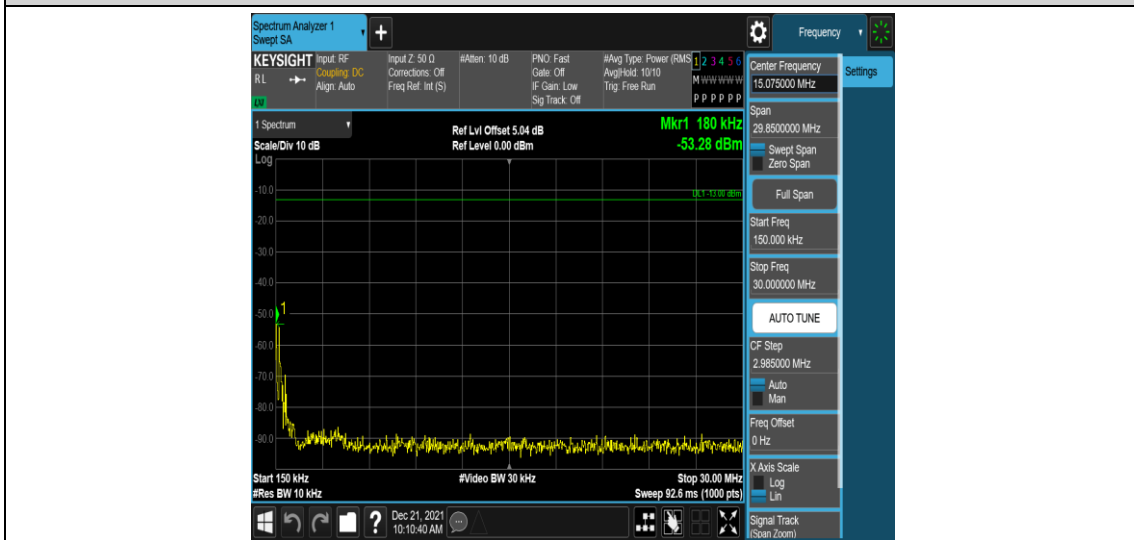 Spectrum Analyzer 1
Swept SA
+
Frequency
KEYSIGHT
RL
LNI
Input: RF
Coupling: DC
Align: Auto
Input Z: 50 Ω
Corrections: Off
Freq Ref: Int (S)
#Atten: 10 dB
PNO: Fast
Gate: Off
IF Gain: Low
Sig Track: Off
#Avg Type: Power (RMS
Avg|Hold: 10/10
Trig: Free Run
1 2 3 4 5 6
M W W W W W
P P P P P P
1 Spectrum
Scale/Div 10 dB
Log
Ref Lvl Offset 5.04 dB
Ref Level 0.00 dBm
Mkr1 180 kHz
-53.28 dBm
DL1 -13.00 dBm
-10.0
-20.0
-30.0
-40.0
-50.0
-60.0
-70.0
-80.0
-90.0
1
Start 150 kHz
#Res BW 10 kHz
#Video BW 30 kHz
Stop 30.00 MHz
Sweep 92.6 ms (1000 pts)
Dec 21, 2021
10:10:40 AM
Center Frequency
15.075000 MHz
Settings
Span
29.8500000 MHz
Swept Span
Zero Span
Full Span
Start Freq
150.000 kHz
Stop Freq
30.000000 MHz
AUTO TUNE
CF Step
2.985000 MHz
Auto
Man
Freq Offset
0 Hz
X Axis Scale
Log
Lin
Signal Track
(Span Zoom)